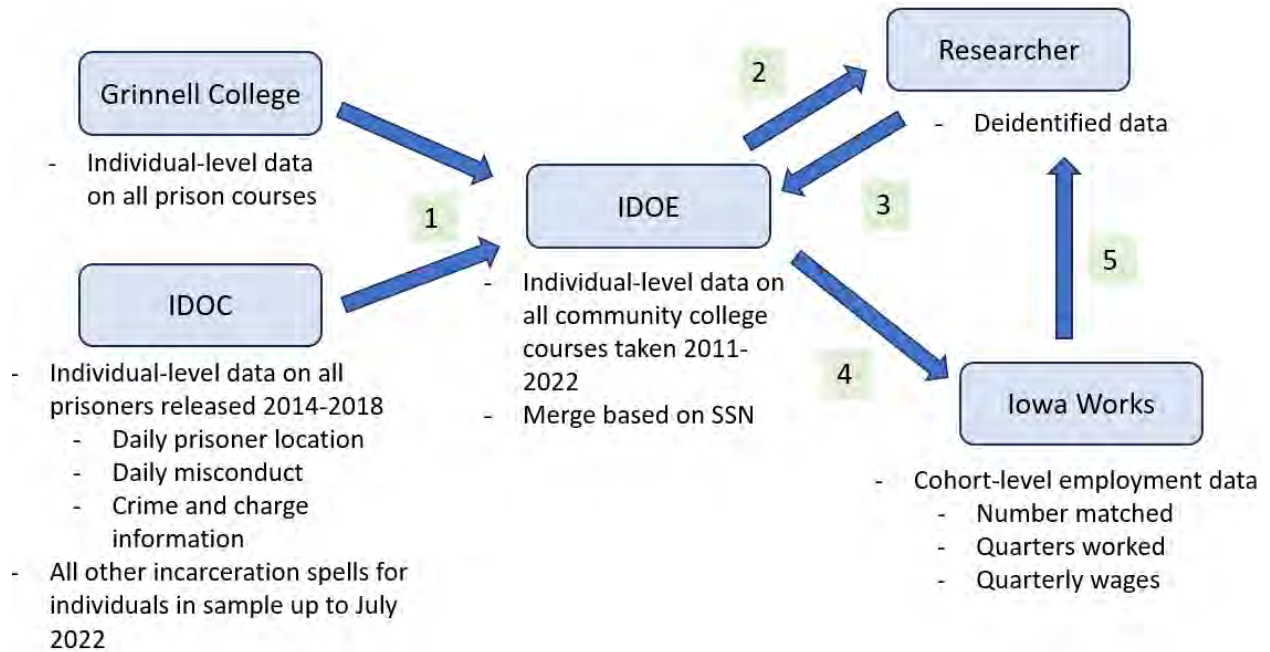 Grinnell College
- Individual-level data
on all prison courses
1
IDOC
- Individual-level data on all
prisoners released 2014-2018
- Daily prisoner location
- Daily misconduct
- Crime and charge
information
- All other incarceration spells for
individuals in sample up to July
2022
IDOE
- Individual-level data on
all community college
courses taken 2011-
2022
- Merge based on SSN
2
Researcher
- Deidentified data
3
4
5
Iowa Works
- Cohort-level employment data
- Number matched
- Quarters worked
- Quarterly wages